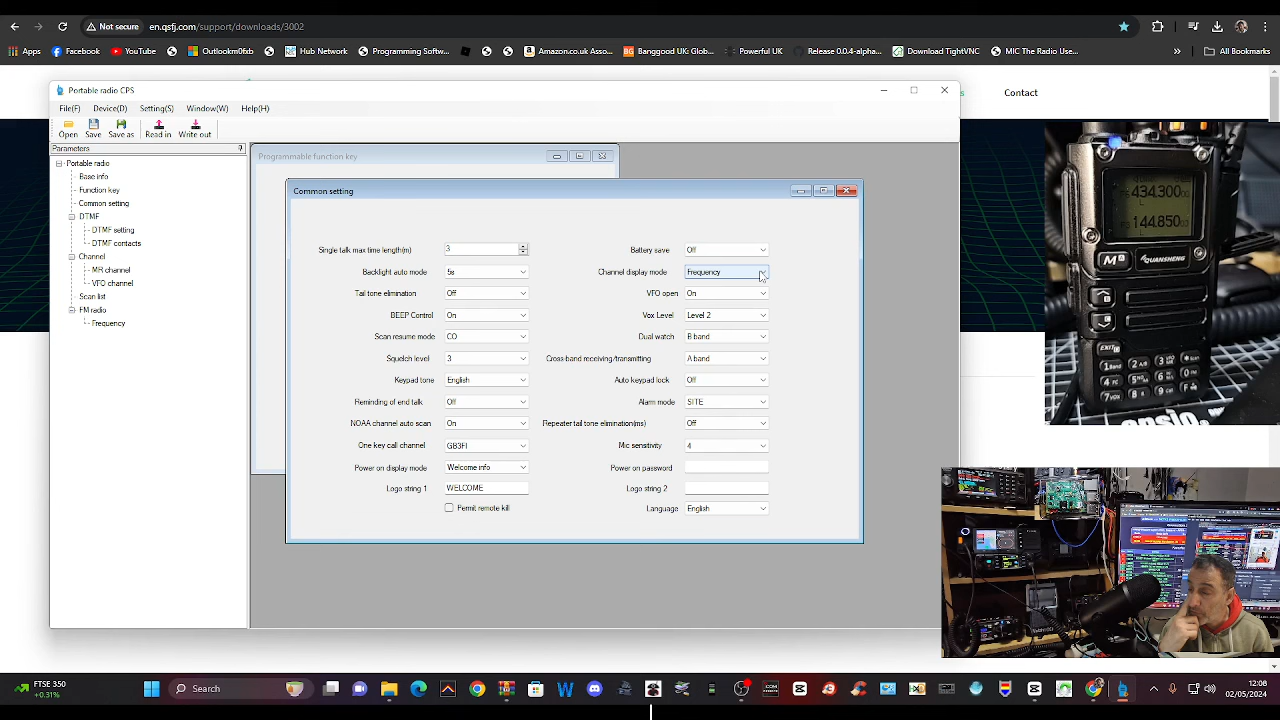 Not secure en.qsfj.com/support/downloads/3002
Apps Facebook YouTube Outlookm0xb Hub Network Programming Softw... Amazon.cu.uk Asso... Banggood UK Globa... Event UK Release 0.0.4-alpha... Download TightVNC MIC The Radio Use... » All Bookmarks
Contact
Portable radio CPS
File(F) Device(D) Setting(S) Window(W) Help(H)
Open Save Save as Read in Write out
Parameters
Portable radio
Base info
Function key
Common setting
DTMF
DTMF setting
DTMF contacts
Channel
MR channel
VFO channel
Scan list
FM radio
Frequency
Programmable function key
Common setting
Single talk max time length(m) 3 Battery save Off
Backlight auto mode 5s Channel display mode Frequency
Tail tone elimination Off VFO open On
BEEP Control On Vox Level Level 2
Scan resume mode CO Dual watch B band
Squelch level 3 Cross-band receiving/transmitting A band
Keypad tone English Auto keypad lock Off
Reminding of end talk Off Alarm mode SITE
NOAA channel auto scan On Repeater tail tone elimination(ms) Off
One key call channel GB3FI Mic sensitivity 4
Power on display mode Welcome info Power on password
Logo string 1 WELCOME Logo string 2
Permit remote kill Language English
434.300
144.850
QUANSHENG
FTSE 350
+0.31%
Search
12:08
02/05/2024